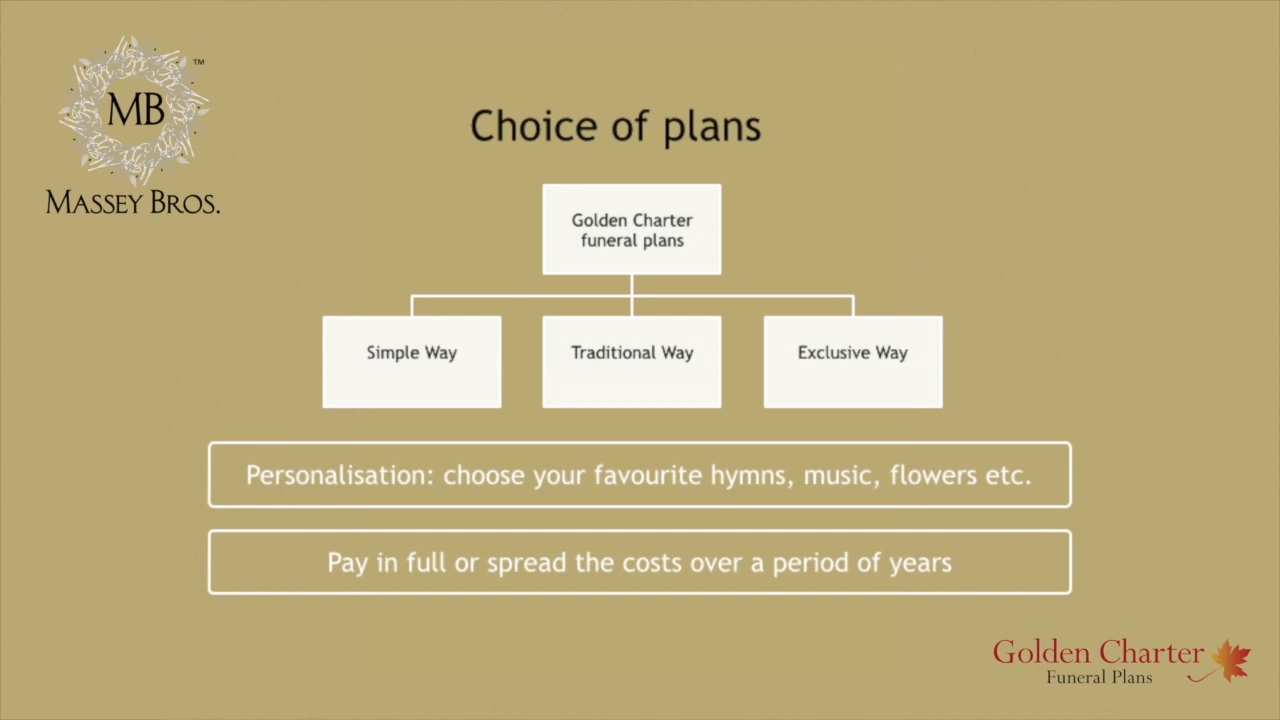 MB
™
MASSEY BROS.
Choice of plans
Golden Charter
funeral plans
Simple Way
Traditional Way
Exclusive Way
Personalisation: choose your favourite hymns, music, flowers etc.
Pay in full or spread the costs over a period of years
Golden Charter
Funeral Plans